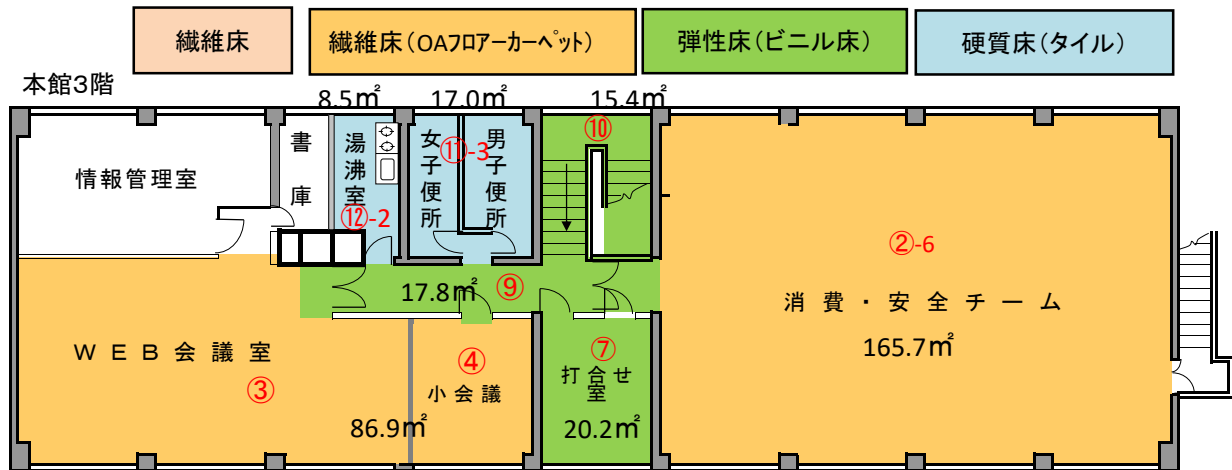 繊維床
繊維床(OAフロアーカーペット)
弾性床(ビニル床)
硬質床(タイル)
本館3階
8.5㎡
17.0㎡
15.4㎡
情報管理室
書庫
湯沸室
⑫-2
女子便所
⑪-3
男子便所
⑩
②-6
消費・安全チーム
165.7㎡
17.8㎡
⑨
WEB会議室
③
④
小会議
86.9㎡
⑦
打合せ
室
20.2㎡